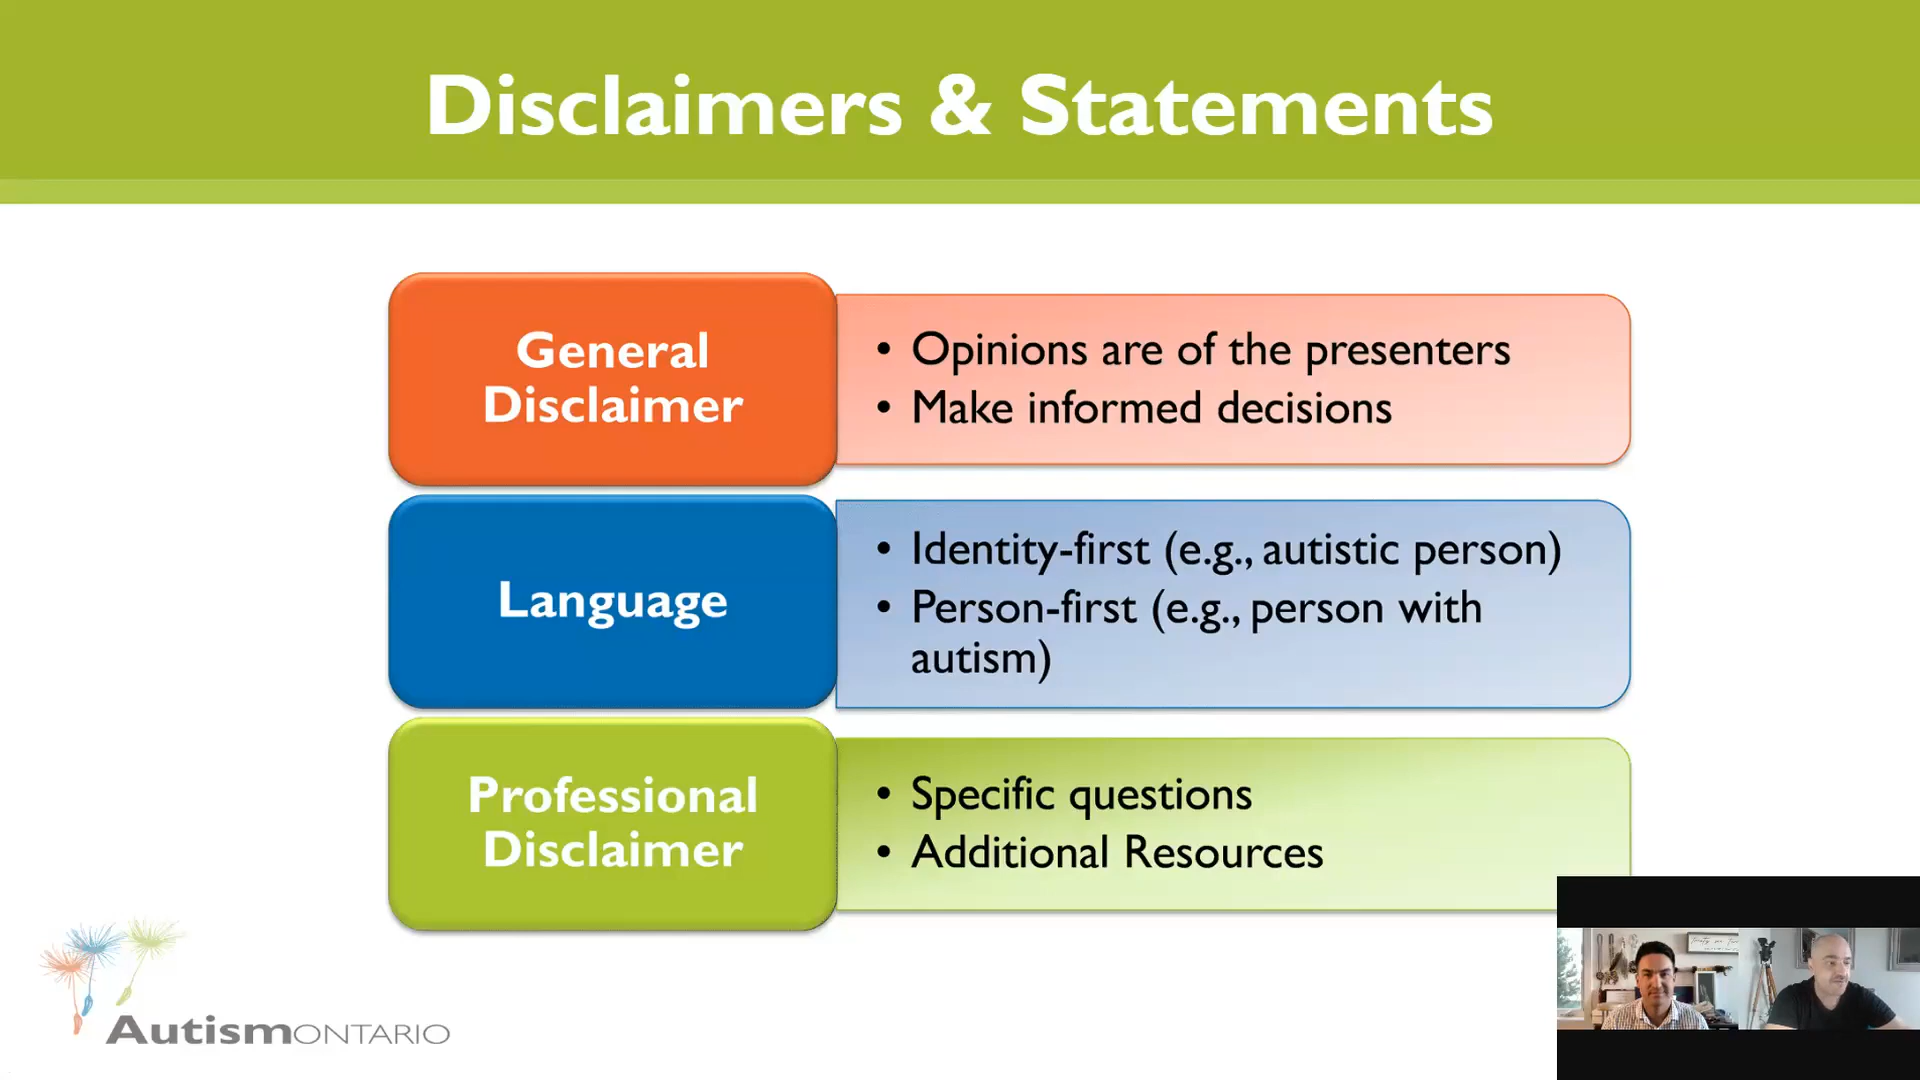 Disclaimers & Statements
General
Disclaimer
• Opinions are of the presenters
• Make informed decisions
Language
• Identity-first (e.g., autistic person)
• Person-first (e.g., person with
autism)
Professional
Disclaimer
• Specific questions
• Additional Resources
AutismONTARIO